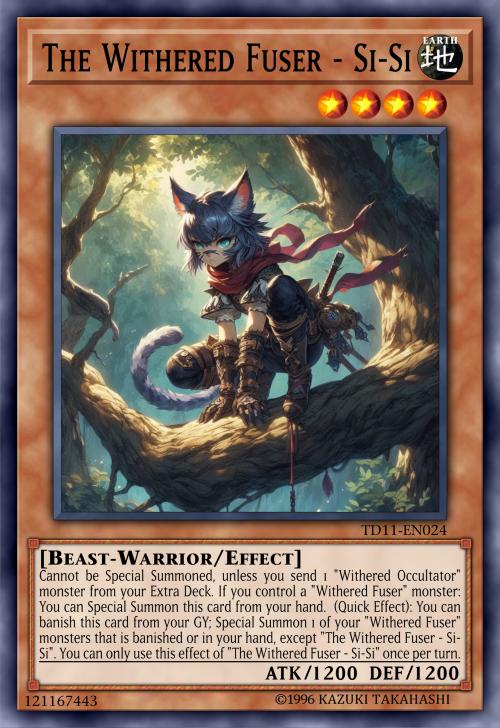 THE WITHERED FUSER - SI-SI
EARTH
地
TD11-EN024
[BEAST-WARRIOR/EFFECT]
Cannot be Special Summoned, unless you send 1 "Withered Occultator"
monster from your Extra Deck. If you control a "Withered Fuser" monster:
You can Special Summon this card from your hand. (Quick Effect): You can
banish this card from your GY; Special Summon 1 of your "Withered Fuser"
monsters that is banished or in your hand, except "The Withered Fuser - Si-
Si". You can only use this effect of "The Withered Fuser - Si-Si" once per turn.
ATK/1200 DEF/1200
121167443
©1996 KAZUKI TAKAHASHI